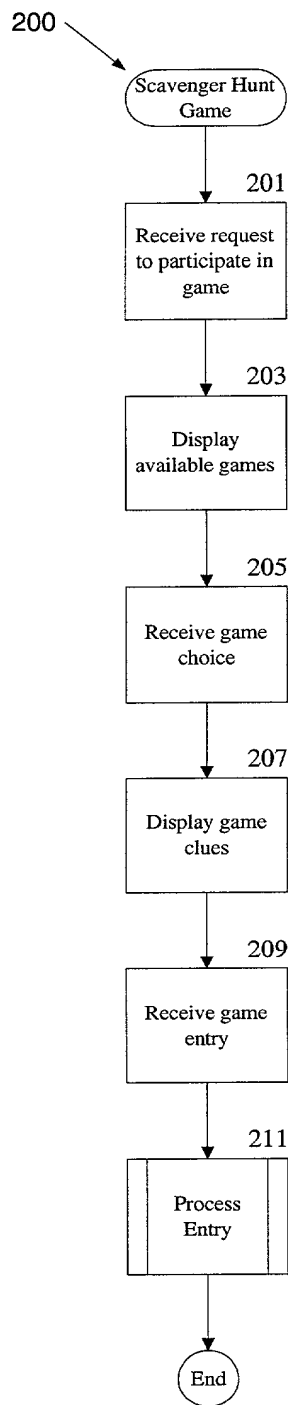 200
Scavenger Hunt
Game
201
Receive request
to participate in
game
203
Display
available games
205
Receive game
choice
207
Display game
clues
209
Receive game
entry
211
Process
Entry
End